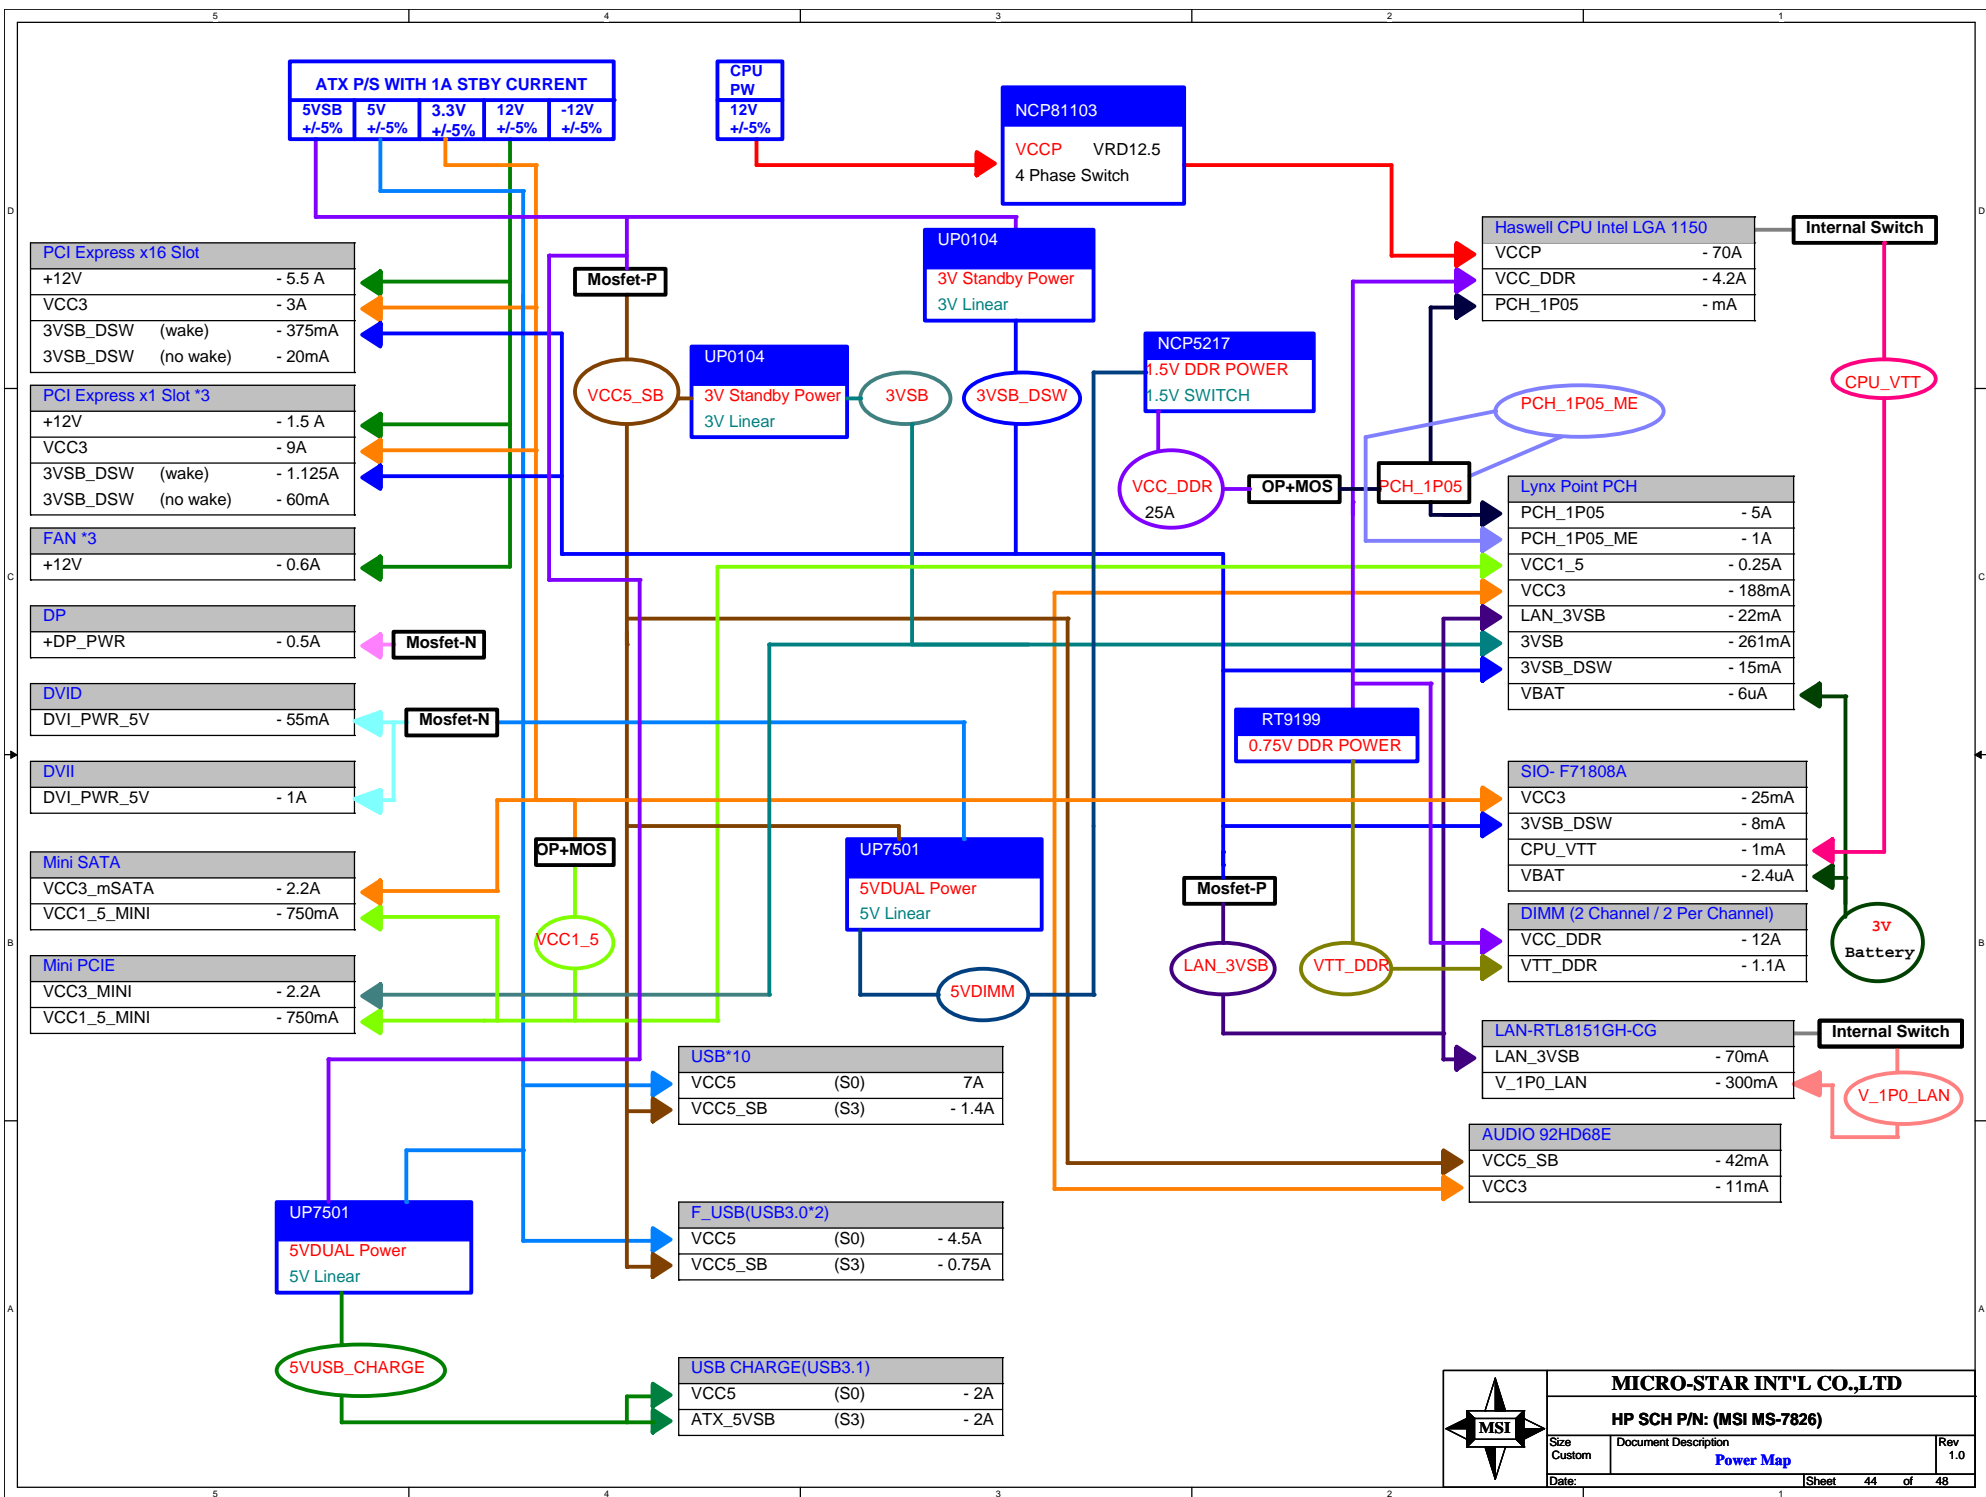 5 4 3 2 1
ATX P/S WITH 1A STBY CURRENT
5VSB 5V 3.3V 12V -12V
+/-5% +/-5% +/-5% +/-5% +/-5%
CPU
PW
12V
+/-5%
NCP81103
VCCP VRD12.5
4 Phase Switch
D D
Haswell CPU Intel LGA 1150
VCCP - 70A
VCC_DDR - 4.2A
PCH_1P05 - mA
Internal Switch
PCI Express x16 Slot
+12V - 5.5 A
VCC3 - 3A
3VSB_DSW (wake) - 375mA
3VSB_DSW (no wake) - 20mA
Mosfet-P
UP0104
3V Standby Power
3V Linear
UP0104
3V Standby Power
3V Linear
NCP5217
1.5V DDR POWER
1.5V SWITCH
VCC5_SB
3VSB
3VSB_DSW
CPU_VTT
PCH_1P05_ME
PCI Express x1 Slot *3
+12V - 1.5 A
VCC3 - 9A
3VSB_DSW (wake) - 1.125A
3VSB_DSW (no wake) - 60mA
VCC_DDR
25A
OP+MOS
PCH_1P05
Lynx Point PCH
PCH_1P05 - 5A
PCH_1P05_ME - 1A
VCC1_5 - 0.25A
VCC3 - 188mA
LAN_3VSB - 22mA
3VSB - 261mA
3VSB_DSW - 15mA
VBAT - 6uA
FAN *3
+12V - 0.6A
C C
DP
+DP_PWR - 0.5A
Mosfet-N
DVID
DVI_PWR_5V - 55mA
Mosfet-N
RT9199
0.75V DDR POWER
DVII
DVI_PWR_5V - 1A
SIO- F71808A
VCC3 - 25mA
3VSB_DSW - 8mA
CPU_VTT - 1mA
VBAT - 2.4uA
OP+MOS
UP7501
5VDUAL Power
5V Linear
Mini SATA
VCC3_mSATA - 2.2A
VCC1_5_MINI - 750mA
Mosfet-P
DIMM (2 Channel / 2 Per Channel)
VCC_DDR - 12A
VTT_DDR - 1.1A
3V
Battery
B B
VCC1_5
Mini PCIE
VCC3_MINI - 2.2A
VCC1_5_MINI - 750mA
LAN_3VSB
VTT_DDR
5VDIMM
LAN-RTL8151GH-CG
LAN_3VSB - 70mA
V_1P0_LAN - 300mA
Internal Switch
V_1P0_LAN
USB*10
VCC5 (S0) 7A
VCC5_SB (S3) - 1.4A
AUDIO 92HD68E
VCC5_SB - 42mA
VCC3 - 11mA
UP7501
5VDUAL Power
5V Linear
F_USB(USB3.0*2)
VCC5 (S0) - 4.5A
VCC5_SB (S3) - 0.75A
A A
5VUSB_CHARGE
USB CHARGE(USB3.1)
VCC5 (S0) - 2A
ATX_5VSB (S3) - 2A
MSI
MICRO-STAR INT'L CO.,LTD
HP SCH P/N: (MSI MS-7826)
Size Document Description Rev
Custom Power Map 1.0
Date: Sheet 44 of 48
5 4 3 2 1